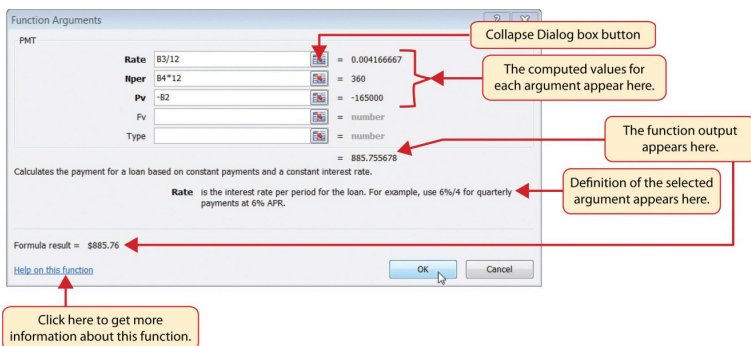 Function Arguments
PMT
Collapse Dialog box button
Rate B3/12 = 0.004166667
Nper B4*12 = 360
Pv -B2 = -165000
Fv = number
Type = number
The computed values for
each argument appear here.
= 885.755678
The function output
appears here.
Calculates the payment for a loan based on constant payments and a constant interest rate.
Rate is the interest rate per period for the loan. For example, use 6%/4 for quarterly
payments at 6% APR.
Definition of the selected
argument appears here.
Formula result = $885.76
Help on this function
OK
Cancel
Click here to get more
information about this function.